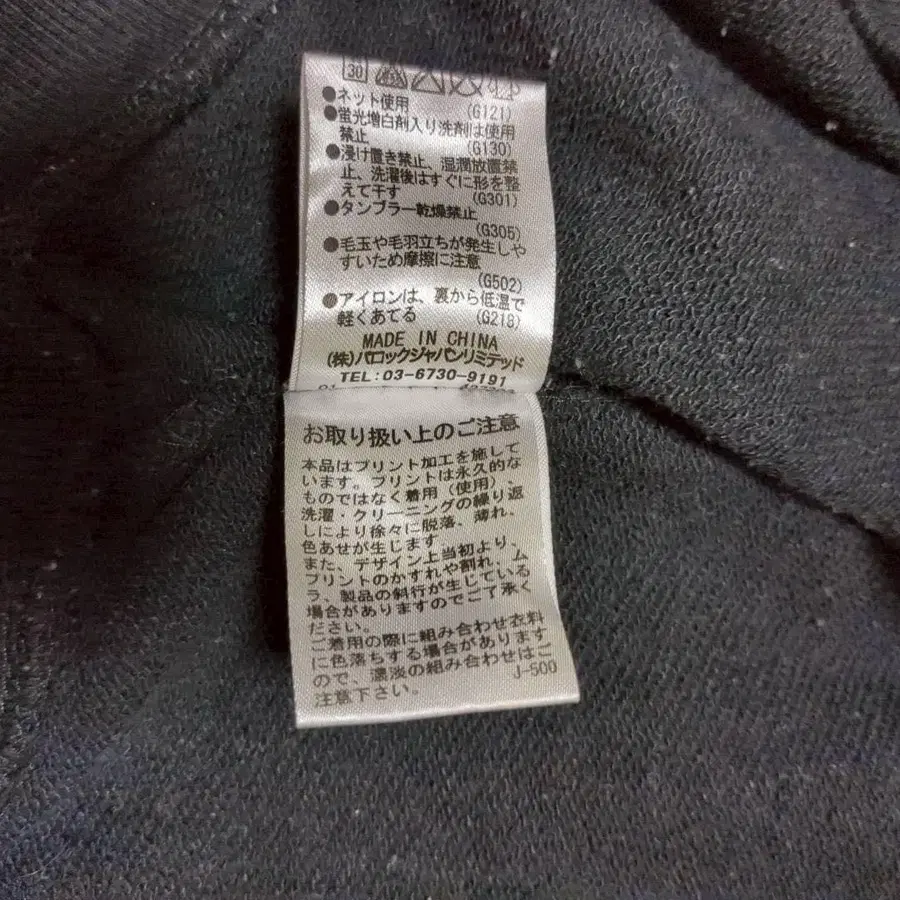 30
●ネット使用 (G121)
●蛍光増白剤入り洗剤は使用
禁止 (G130)
●浸け置き禁止、湿潤放置禁
止、洗濯後はすぐに形を整
えて干す (G301)
●タンブラー乾燥禁止
(G305)
●毛玉や毛羽立ちが発生しや
すいため摩擦に注意
(G502)
●アイロンは、裏から低温で
軽くあてる (G218)
MADE IN CHINA
(株)バロックジャパンリミテッド
TEL:03-6730-9191
お取り扱い上のご注意
本品はプリント加工を施して
います。プリントは永久的な
ものではなく着用(使用)、
洗濯・クリーニングの繰り返
しにより徐々に脱落、薄れ、
色あせが生じます
また、デザイン上当初より、
プリントのかすれや割れ、ム
ラ、製品の斜行が生じている
場合がありますのでご了承く
ださい。
ご着用の際に組み合わせ衣料
に色落ちする場合があります
ので、濃淡の組み合わせはご
注意下さい。 J-500